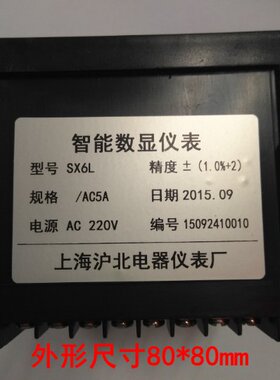 智能数显仪表
型号 SX6L 精度 ± (1.0%+2)
规格 /AC5A 日期 2015.09
电源 AC 220V 编号 15092410010
上海沪北电器仪表厂
外形尺寸80*80mm